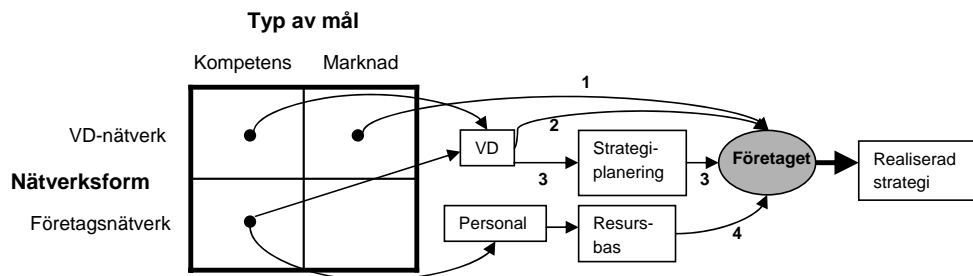 Typ av mål
Kompetens Marknad
1
VD-nätverk
2
VD
Strategi-
planering
Företaget
Realiserad
strategi
3
3
Nätverksform
Företagsnätverk
Personal
Resurs-
bas
4